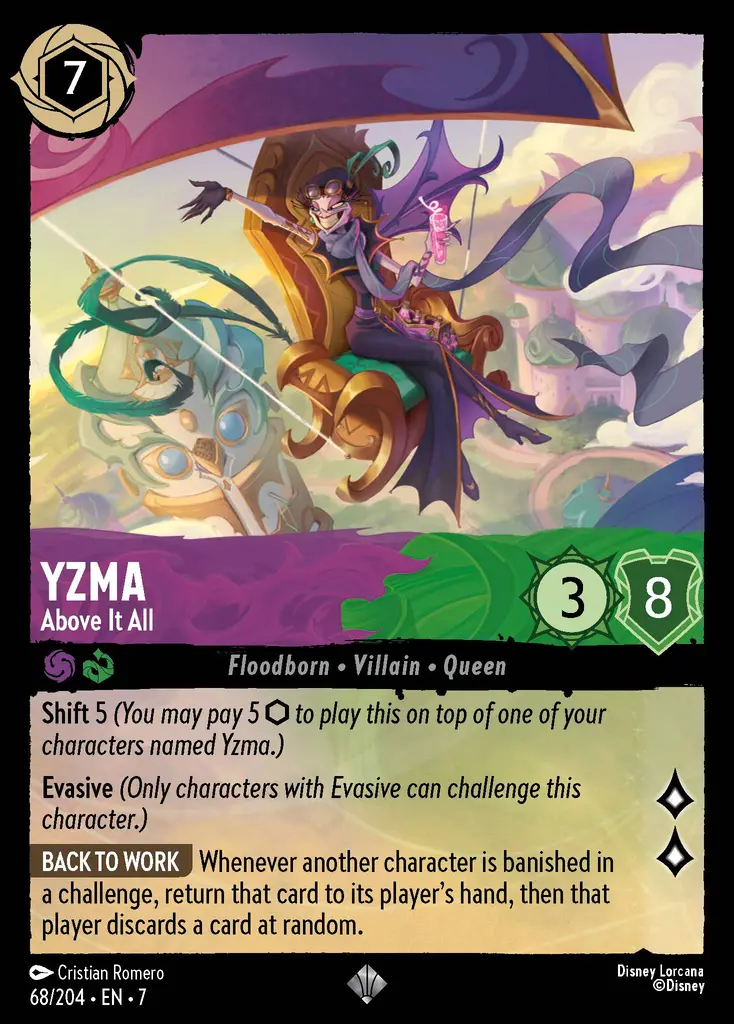 7
YZMA
Above It All
3
8
Floodborn • Villain • Queen
Shift 5 (You may pay 5 ⬡ to play this on top of one of your
characters named Yzma.)
Evasive (Only characters with Evasive can challenge this
character.)
BACK TO WORK Whenever another character is banished in
a challenge, return that card to its player's hand, then that
player discards a card at random.
Cristian Romero
68/204 • EN • 7
Disney Lorcana
©Disney